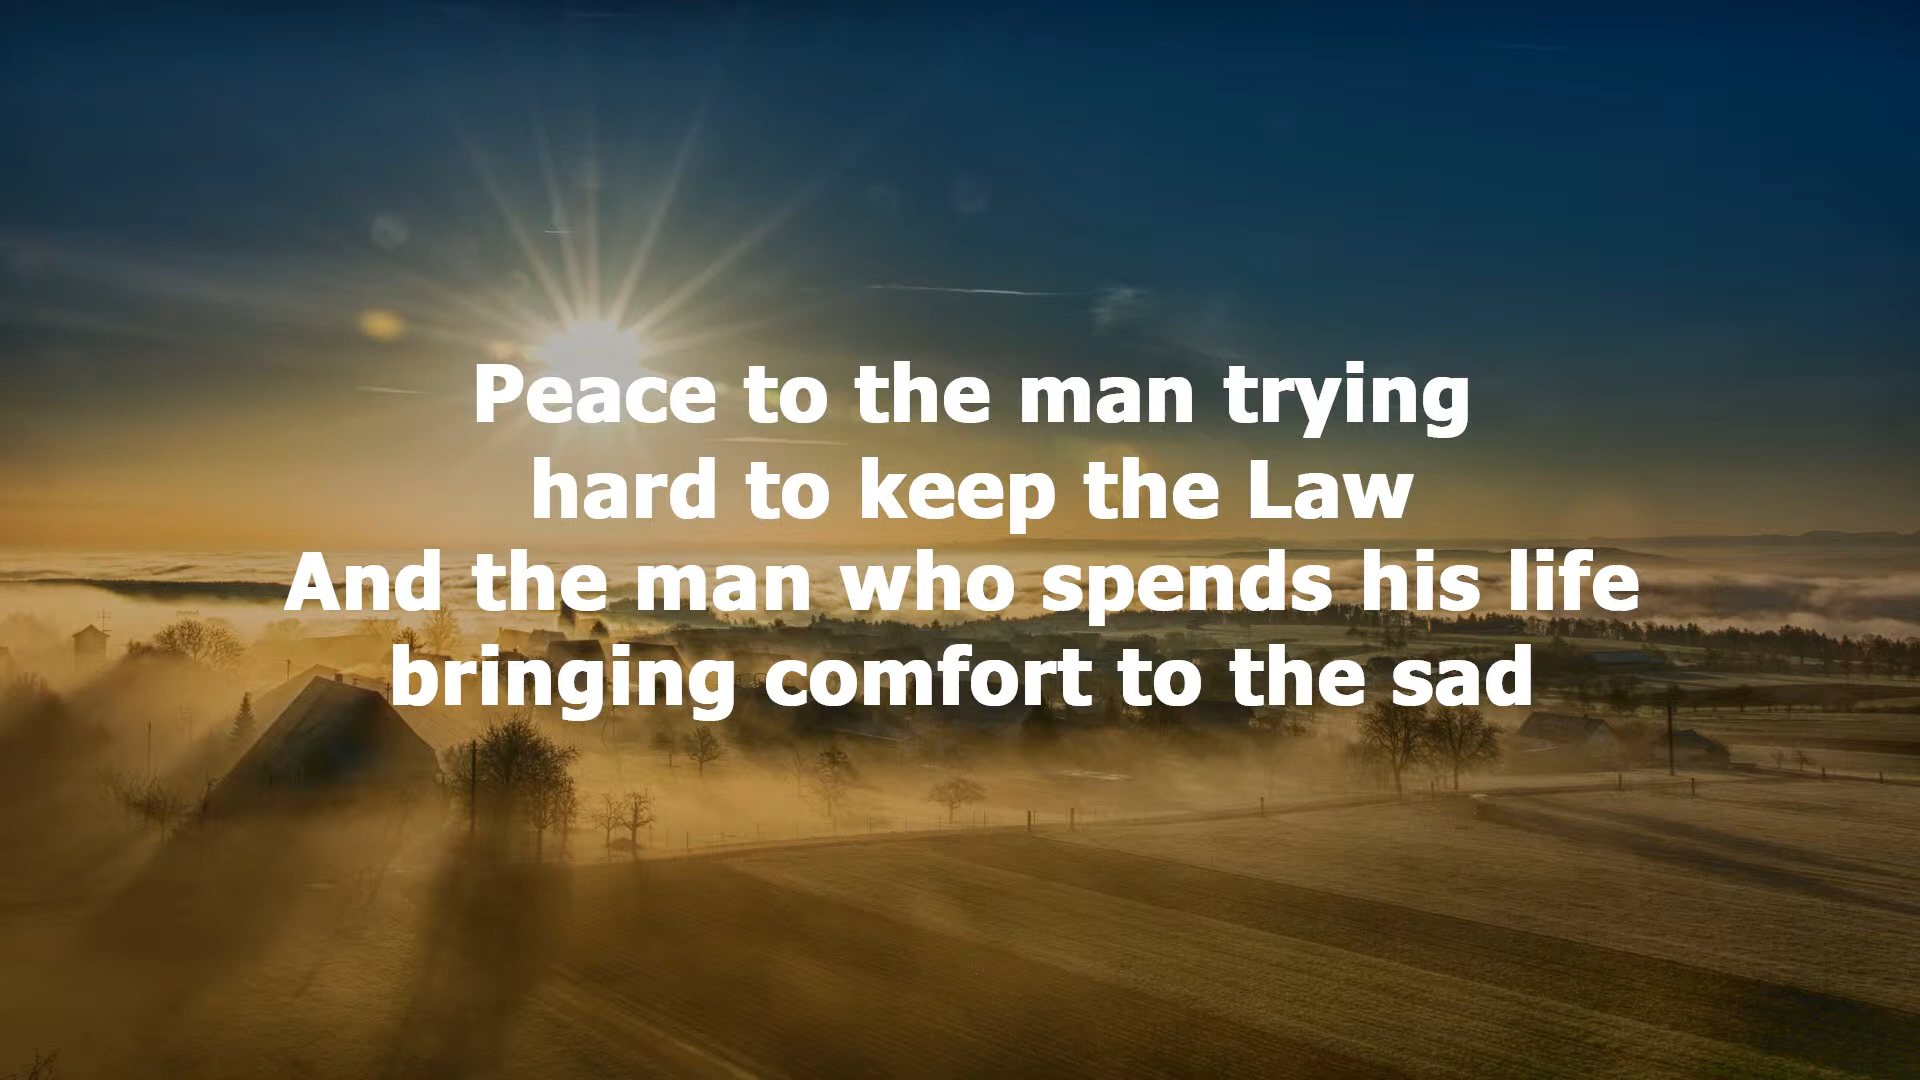 Peace to the man trying
hard to keep the Law
And the man who spends his life
bringing comfort to the sad